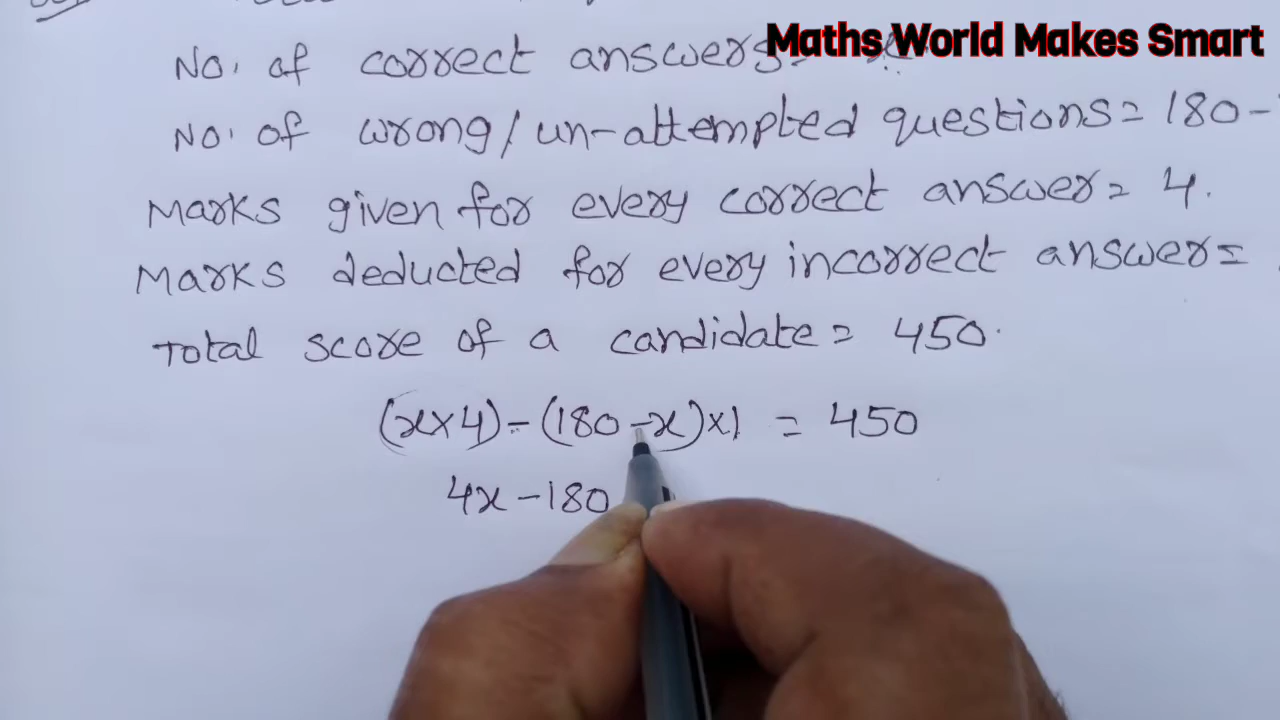 Maths World Makes Smart
No. of correct answers =
No. of wrong/un-attempted questions = 180-
Marks given for every correct answer = 4.
Marks deducted for every incorrect answer =
Total score of a candidate = 450.
(x×4)-(180-x)×1 = 450
4x-180